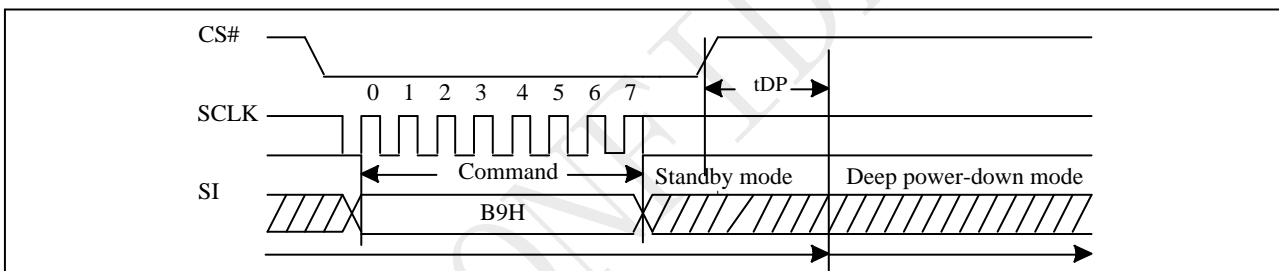 CS#
tDP
0 1 2 3 4 5 6 7
SCLK
Command
Standby mode
Deep power-down mode
SI
B9H